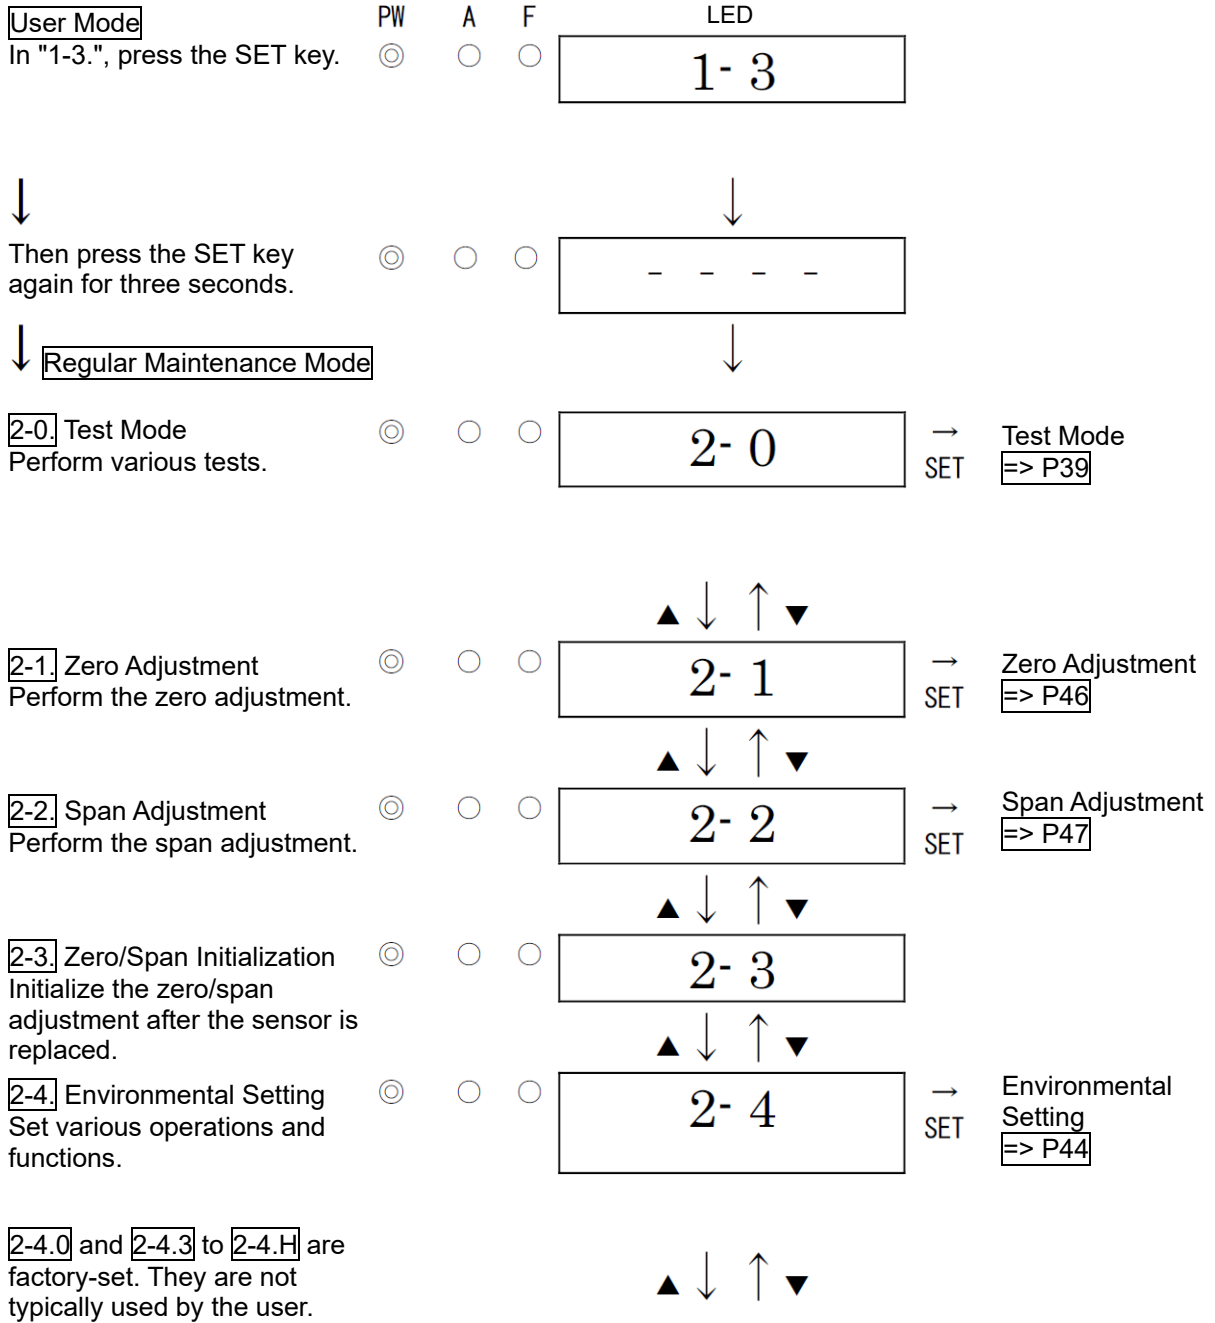 User Mode PW A F LED
In "1-3.", press the SET key. ◎ ○ ○ 1- 3
↓ ↓
Then press the SET key
again for three seconds. ◎ ○ ○ - - - -
↓ Regular Maintenance Mode ↓
2-0. Test Mode ◎ ○ ○ 2- 0 → Test Mode
Perform various tests. SET => P39
▲ ↓ ↑ ▼
2-1. Zero Adjustment ◎ ○ ○ 2- 1 → Zero Adjustment
Perform the zero adjustment. SET => P46
▲ ↓ ↑ ▼
2-2. Span Adjustment ◎ ○ ○ 2- 2 → Span Adjustment
Perform the span adjustment. SET => P47
▲ ↓ ↑ ▼
2-3. Zero/Span Initialization ◎ ○ ○ 2- 3
Initialize the zero/span
adjustment after the sensor is
replaced.
▲ ↓ ↑ ▼
2-4. Environmental Setting ◎ ○ ○ 2- 4 → Environmental
Set various operations and SET Setting
functions. => P44
2-4.0 and 2-4.3 to 2-4.H are
factory-set. They are not
typically used by the user. ▲ ↓ ↑ ▼